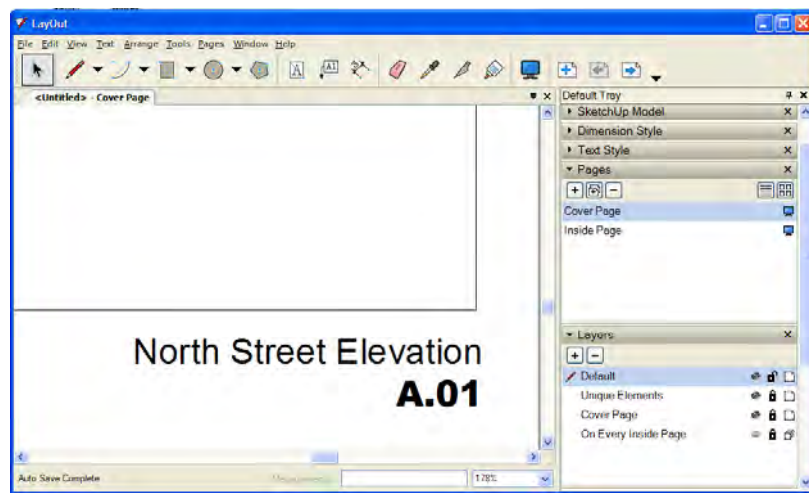 LayOut
File Edit View Text Arrange Tools Pages Window Help
A A1
<Untitled> - Cover Page
Default Tray
SketchUp Model
Dimension Style
Text Style
Pages
Cover Page
Inside Page
Layers
Default
Unique Elements
Cover Page
On Every Inside Page
North Street Elevation
A.01
Auto Save Complete
178%